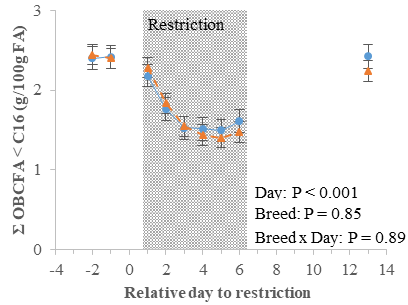 Restriction
3
2
1
0
Σ OBCFA < C16 (g/100g FA)
Day: P < 0.001
Breed: P = 0.85
Breed x Day: P = 0.89
-4 -2 0 2 4 6 8 10 12 14
Relative day to restriction